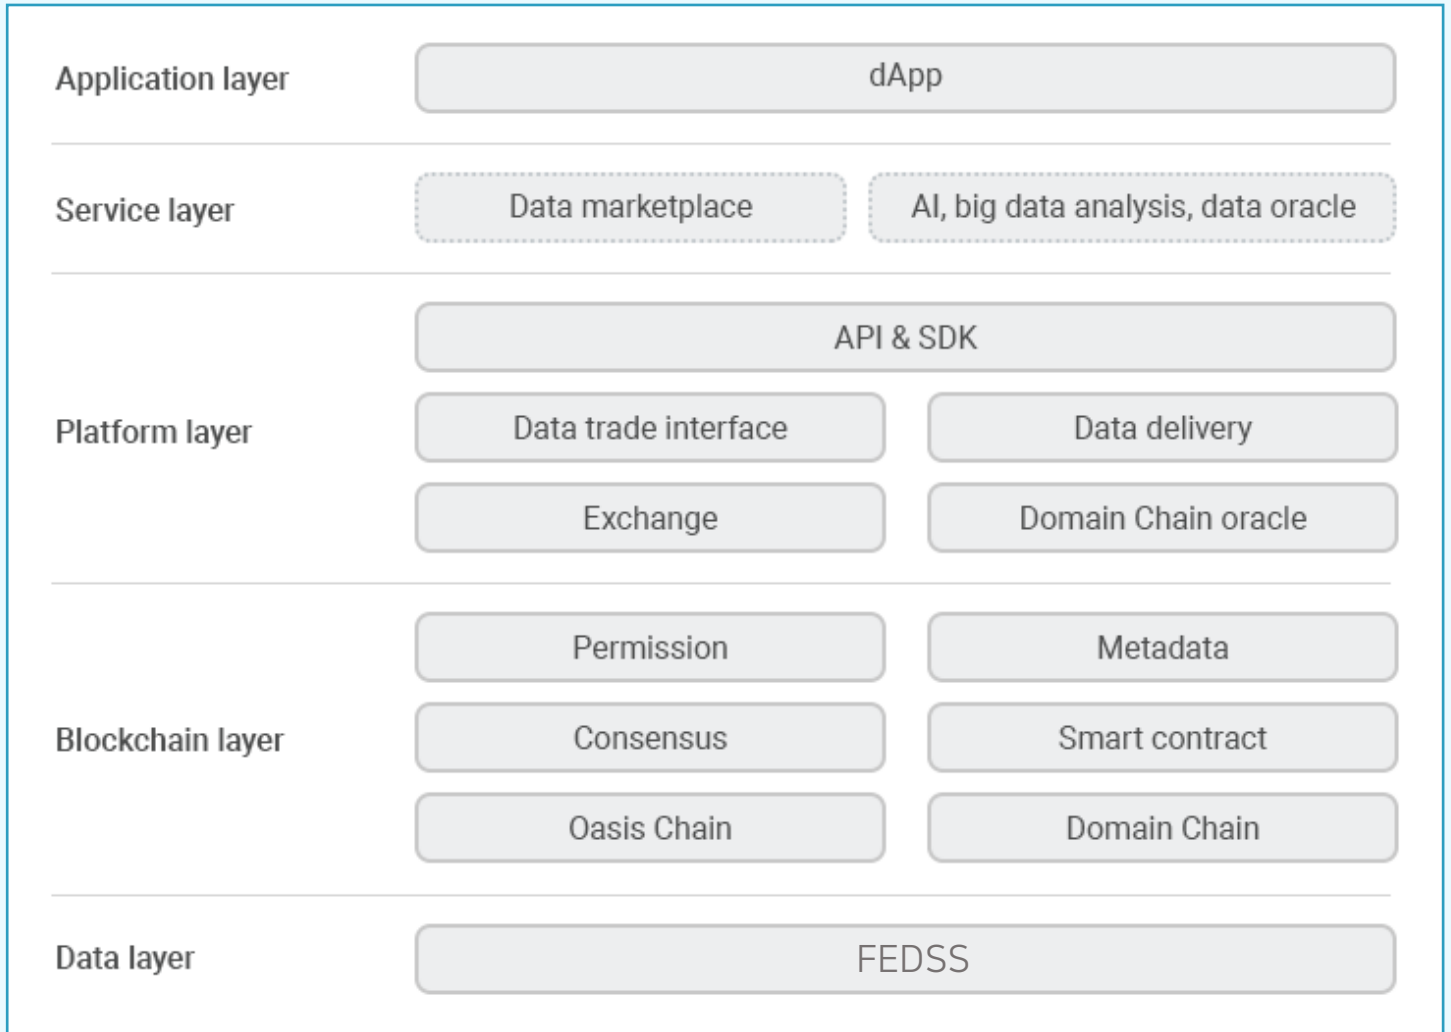 Application layer
dApp
Service layer
Data marketplace
AI, big data analysis, data oracle
Platform layer
API & SDK
Data trade interface
Data delivery
Exchange
Domain Chain oracle
Blockchain layer
Permission
Metadata
Consensus
Smart contract
Oasis Chain
Domain Chain
Data layer
FEDSS